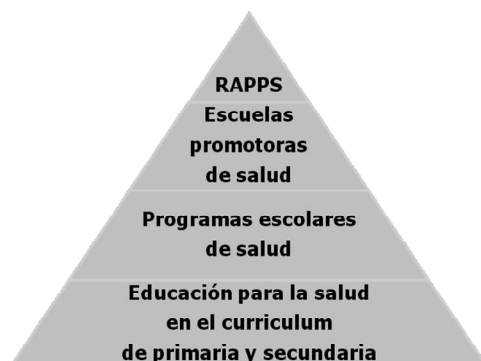 RAPPS
Escuelas
promotoras
de salud
Programas escolares
de salud
Educación para la salud
en el curriculum
de primaria y secundaria